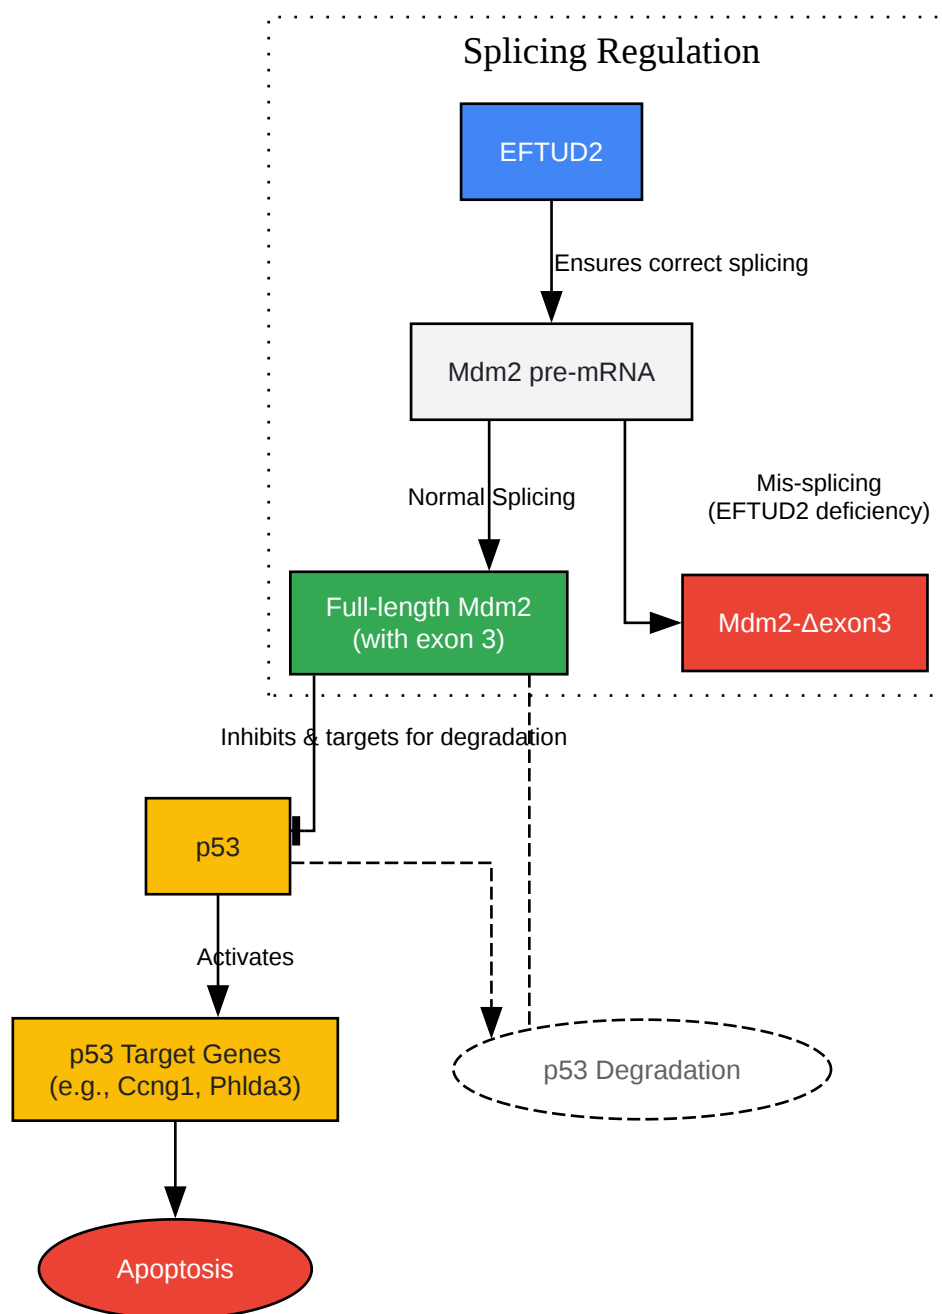 Splicing Regulation
EFTUD2
Ensures correct splicing
Mdm2 pre-mRNA
Normal Splicing
Mis-splicing
(EFTUD2 deficiency)
Full-length Mdm2
(with exon 3)
Mdm2-Δexon3
Inhibits & targets for degradation
p53
Activates
p53 Target Genes
(e.g., Ccng1, Phlda3)
p53 Degradation
Apoptosis